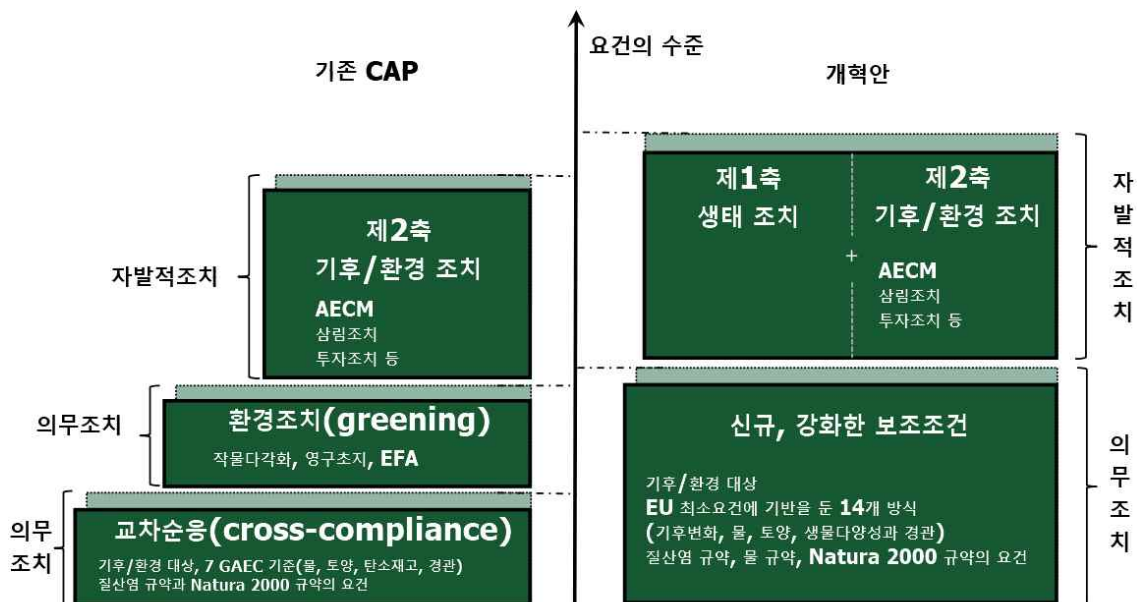 요건의 수준
기존 CAP
개혁안
자발적조치
제2축
기후/환경 조치
AECM
삼림조치
투자조치 등
의무조치
환경조치(greening)
작물다각화, 영구초지, EFA
의무
조치
교차순응(cross-compliance)
기후/환경 대상, 7 GAEC 기준(물, 토양, 탄소재고, 경관)
질산염 규약과 Natura 2000 규약의 요건
제1축
생태 조치
+
제2축
기후/환경 조치
AECM
삼림조치
투자조치 등
자
발
적
조
치
신규, 강화한 보조조건
기후/환경 대상
EU 최소요건에 기반을 둔 14개 방식
(기후변화, 물, 토양, 생물다양성과 경관)
질산염 규약, 물 규약, Natura 2000 규약의 요건
의
무
조
치